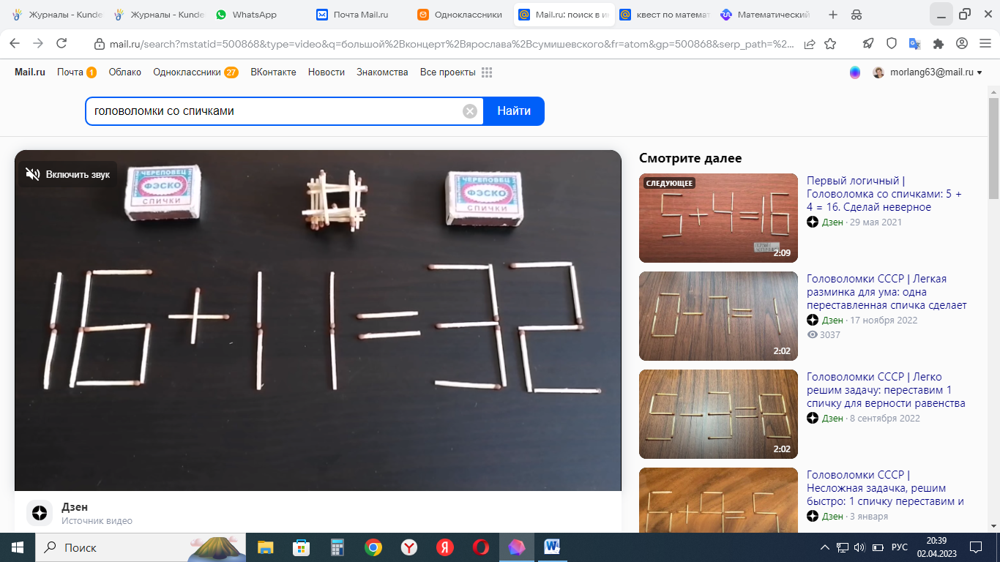 Журналы - Kunde
Журналы - Kunde
WhatsApp
Почта Mail.ru
Одноклассники
Mail.ru: поиск в ин
квест по математ
Математический
mail.ru/search?mstatid=500868&type=video&q=большой%2Bконцерт%2Bярослава%2Bсумишевского&fr=atom&gp=500868&serp_path=%2...
Mail.ru
Почта 1
Облако
Одноклассники 27
ВКонтакте
Новости
Знакомства
Все проекты
morlang63@mail.ru
головоломки со спичками
Найти
Включить звук
ЧЕРЕПОВЕЦ
ФЭСКО
СПИЧКИ
ЧЕРЕПОВЕЦ
ФЭСКО
СПИЧКИ
16+11=32
Дзен
Источник видео
Смотрите далее
СЛЕДУЮЩЕЕ
5+4=16
2:09
Первый логичный |
Головоломка со спичками: 5 +
4 = 16. Сделай неверное
Дзен · 29 мая 2021
2:02
Головоломки СССР | Легкая
разминка для ума: одна
переставленная спичка сделает
Дзен · 17 ноября 2022
3037
6-3=8
2:02
Головоломки СССР | Легко
решим задачу: переставим 1
спичку для верности равенства
Дзен · 8 сентября 2022
6+9=5
Головоломки СССР |
Несложная задачка, решим
быстро: 1 спичку переставим и
Дзен · 3 января
Поиск
РУС
20:39
02.04.2023